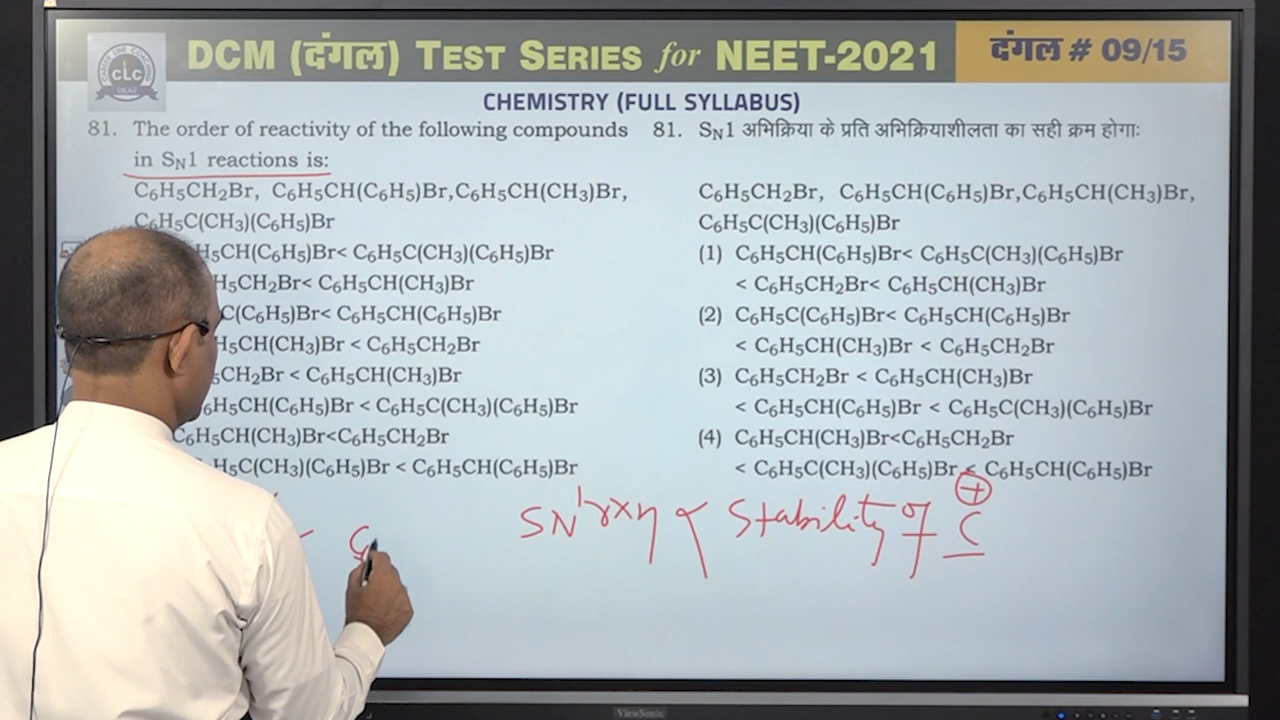 DCM (दंगल) TEST SERIES for NEET-2021
दंगल # 09/15
CLC
CHEMISTRY (FULL SYLLABUS)
81. The order of reactivity of the following compounds
in SN1 reactions is:
C6H5CH2Br, C6H5CH(C6H5)Br,C6H5CH(CH3)Br,
C6H5C(CH3)(C6H5)Br
H5CH(C6H5)Br< C6H5C(CH3)(C6H5)Br
H5CH2Br< C6H5CH(CH3)Br
C(C6H5)Br< C6H5CH(C6H5)Br
H5CH(CH3)Br < C6H5CH2Br
5CH2Br < C6H5CH(CH3)Br
6H5CH(C6H5)Br < C6H5C(CH3)(C6H5)Br
C6H5CH(CH3)Br<C6H5CH2Br
H5C(CH3)(C6H5)Br < C6H5CH(C6H5)Br
81. SN1 अभिक्रिया के प्रति अभिक्रियाशीलता का सही क्रम होगाः
C6H5CH2Br, C6H5CH(C6H5)Br,C6H5CH(CH3)Br,
C6H5C(CH3)(C6H5)Br
(1) C6H5CH(C6H5)Br< C6H5C(CH3)(C6H5)Br
< C6H5CH2Br< C6H5CH(CH3)Br
(2) C6H5C(C6H5)Br< C6H5CH(C6H5)Br
< C6H5CH(CH3)Br < C6H5CH2Br
(3) C6H5CH2Br < C6H5CH(CH3)Br
< C6H5CH(C6H5)Br < C6H5C(CH3)(C6H5)Br
(4) C6H5CH(CH3)Br<C6H5CH2Br
< C6H5C(CH3)(C6H5)Br < C6H5CH(C6H5)Br
SN1 rxn ∝ Stability of C⊕
ViewSonic